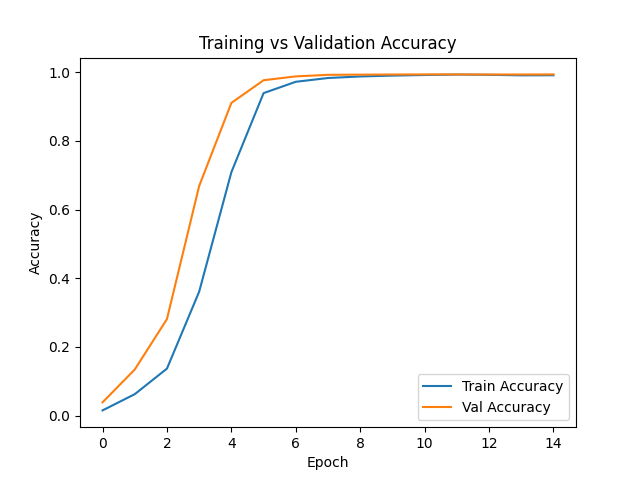 Training vs Validation Accuracy
1.0
0.8
0.6
0.4
0.2
0.0
Accuracy
Train Accuracy
Val Accuracy
0 2 4 6 8 10 12 14
Epoch